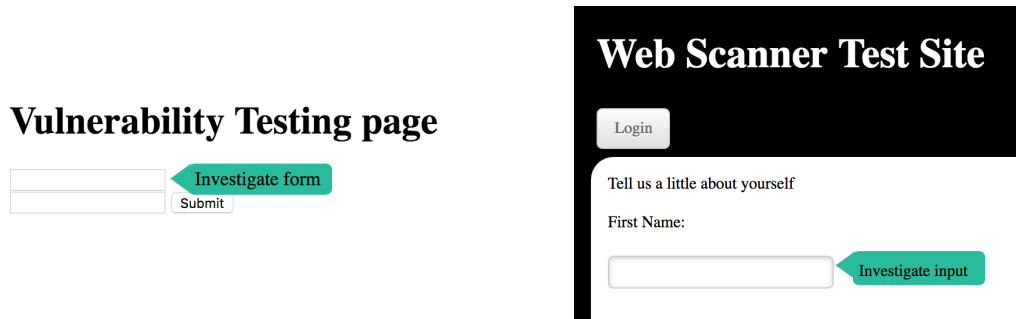 Vulnerability Testing page
Investigate form
Submit
Web Scanner Test Site
Login
Tell us a little about yourself
First Name:
Investigate input